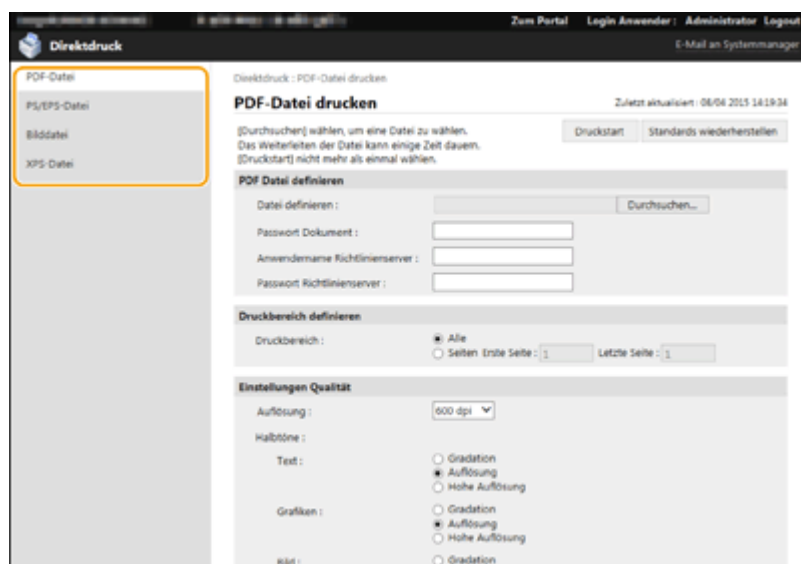 Zum Portal Login Anwender : Administrator Logout
Direktdruck E-Mail an Systemmanager
PDF-Datei
PS/EPS-Datei
Bilddatei
XPS-Datei
Direktdruck : PDF-Datei drucken
PDF-Datei drucken Zuletzt aktualisiert : 08/04 2015 14:19:34
[Durchsuchen] wählen, um eine Datei zu wählen.
Das Weiterleiten der Datei kann einige Zeit dauern.
[Druckstart] nicht mehr als einmal wählen.
Druckstart Standards wiederherstellen
PDF Datei definieren
Datei definieren : Durchsuchen...
Passwort Dokument :
Anwendername Richtlinienserver :
Passwort Richtlinienserver :
Druckbereich definieren
Druckbereich : Alle
Seiten Erste Seite : 1 Letzte Seite : 1
Einstellungen Qualität
Auflösung : 600 dpi
Halbtöne :
Text : Gradation
Auflösung
Hohe Auflösung
Grafiken : Gradation
Auflösung
Hohe Auflösung
Bild : Gradation